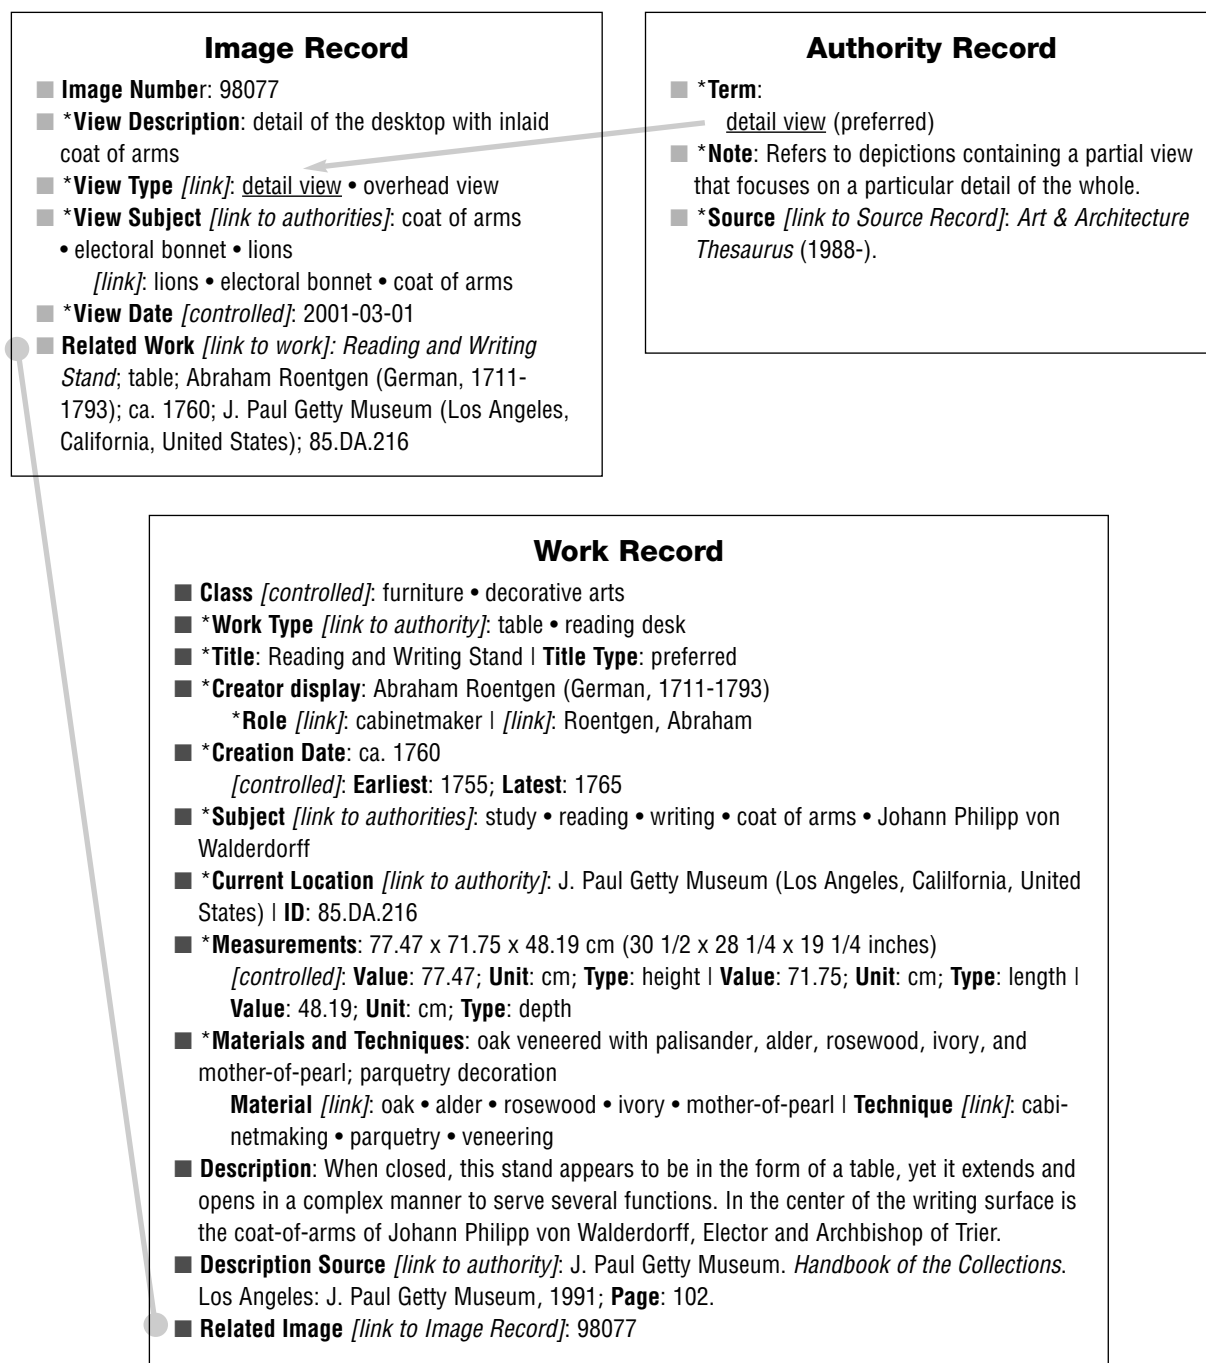 Image Record
■ Image Number: 98077
■ *View Description: detail of the desktop with inlaid
coat of arms
■ *View Type [link]: detail view • overhead view
■ *View Subject [link to authorities]: coat of arms
• electoral bonnet • lions
[link]: lions • electoral bonnet • coat of arms
■ *View Date [controlled]: 2001-03-01
■ Related Work [link to work]: Reading and Writing
Stand; table; Abraham Roentgen (German, 1711-
1793); ca. 1760; J. Paul Getty Museum (Los Angeles,
California, United States); 85.DA.216
Authority Record
■ *Term:
detail view (preferred)
■ *Note: Refers to depictions containing a partial view
that focuses on a particular detail of the whole.
■ *Source [link to Source Record]: Art & Architecture
Thesaurus (1988-).
Work Record
■ Class [controlled]: furniture • decorative arts
■ *Work Type [link to authority]: table • reading desk
■ *Title: Reading and Writing Stand | Title Type: preferred
■ *Creator display: Abraham Roentgen (German, 1711-1793)
*Role [link]: cabinetmaker | [link]: Roentgen, Abraham
■ *Creation Date: ca. 1760
[controlled]: Earliest: 1755; Latest: 1765
■ *Subject [link to authorities]: study • reading • writing • coat of arms • Johann Philipp von
Walderdorff
■ *Current Location [link to authority]: J. Paul Getty Museum (Los Angeles, Calilfornia, United
States) | ID: 85.DA.216
■ *Measurements: 77.47 x 71.75 x 48.19 cm (30 1/2 x 28 1/4 x 19 1/4 inches)
[controlled]: Value: 77.47; Unit: cm; Type: height | Value: 71.75; Unit: cm; Type: length |
Value: 48.19; Unit: cm; Type: depth
■ *Materials and Techniques: oak veneered with palisander, alder, rosewood, ivory, and
mother-of-pearl; parquetry decoration
Material [link]: oak • alder • rosewood • ivory • mother-of-pearl | Technique [link]: cabi-
netmaking • parquetry • veneering
■ Description: When closed, this stand appears to be in the form of a table, yet it extends and
opens in a complex manner to serve several functions. In the center of the writing surface is
the coat-of-arms of Johann Philipp von Walderdorff, Elector and Archbishop of Trier.
■ Description Source [link to authority]: J. Paul Getty Museum. Handbook of the Collections.
Los Angeles: J. Paul Getty Museum, 1991; Page: 102.
■ Related Image [link to Image Record]: 98077